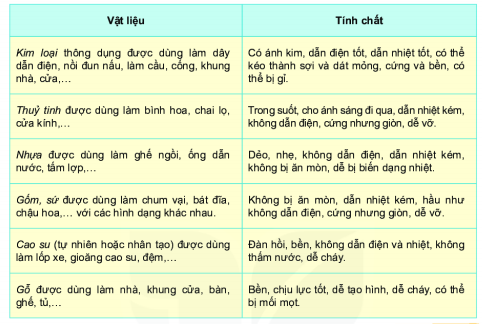 Vật liệu
Tính chất
Kim loại thông dụng được dùng làm dây
dẫn điện, nồi đun nấu, làm cầu, cổng, khung
nhà, cửa,...
Có ánh kim, dẫn điện tốt, dẫn nhiệt tốt, có thể
kéo thành sợi và dát mỏng, cứng và bền, có
thể bị gỉ.
Thuỷ tinh được dùng làm bình hoa, chai lọ,
cửa kính,...
Trong suốt, cho ánh sáng đi qua, dẫn nhiệt kém,
không dẫn điện, cứng nhưng giòn, dễ vỡ.
Nhựa được dùng làm ghế ngồi, ống dẫn
nước, tấm lợp,...
Dẻo, nhẹ, không dẫn điện, dẫn nhiệt kém,
không bị ăn mòn, dễ bị biến dạng nhiệt.
Gốm, sứ được dùng làm chum vại, bát đĩa,
chậu hoa,... với các hình dạng khác nhau.
Không bị ăn mòn, dẫn nhiệt kém, hầu như
không dẫn điện, cứng nhưng giòn, dễ vỡ.
Cao su (tự nhiên hoặc nhân tạo) được dùng
làm lốp xe, gioăng cao su, đệm,...
Đàn hồi, bền, không dẫn điện và nhiệt, không
thấm nước, dễ cháy.
Gỗ được dùng làm nhà, khung cửa, bàn,
ghế, tủ,...
Bền, chịu lực tốt, dễ tạo hình, dễ cháy, có thể
bị mối mọt.